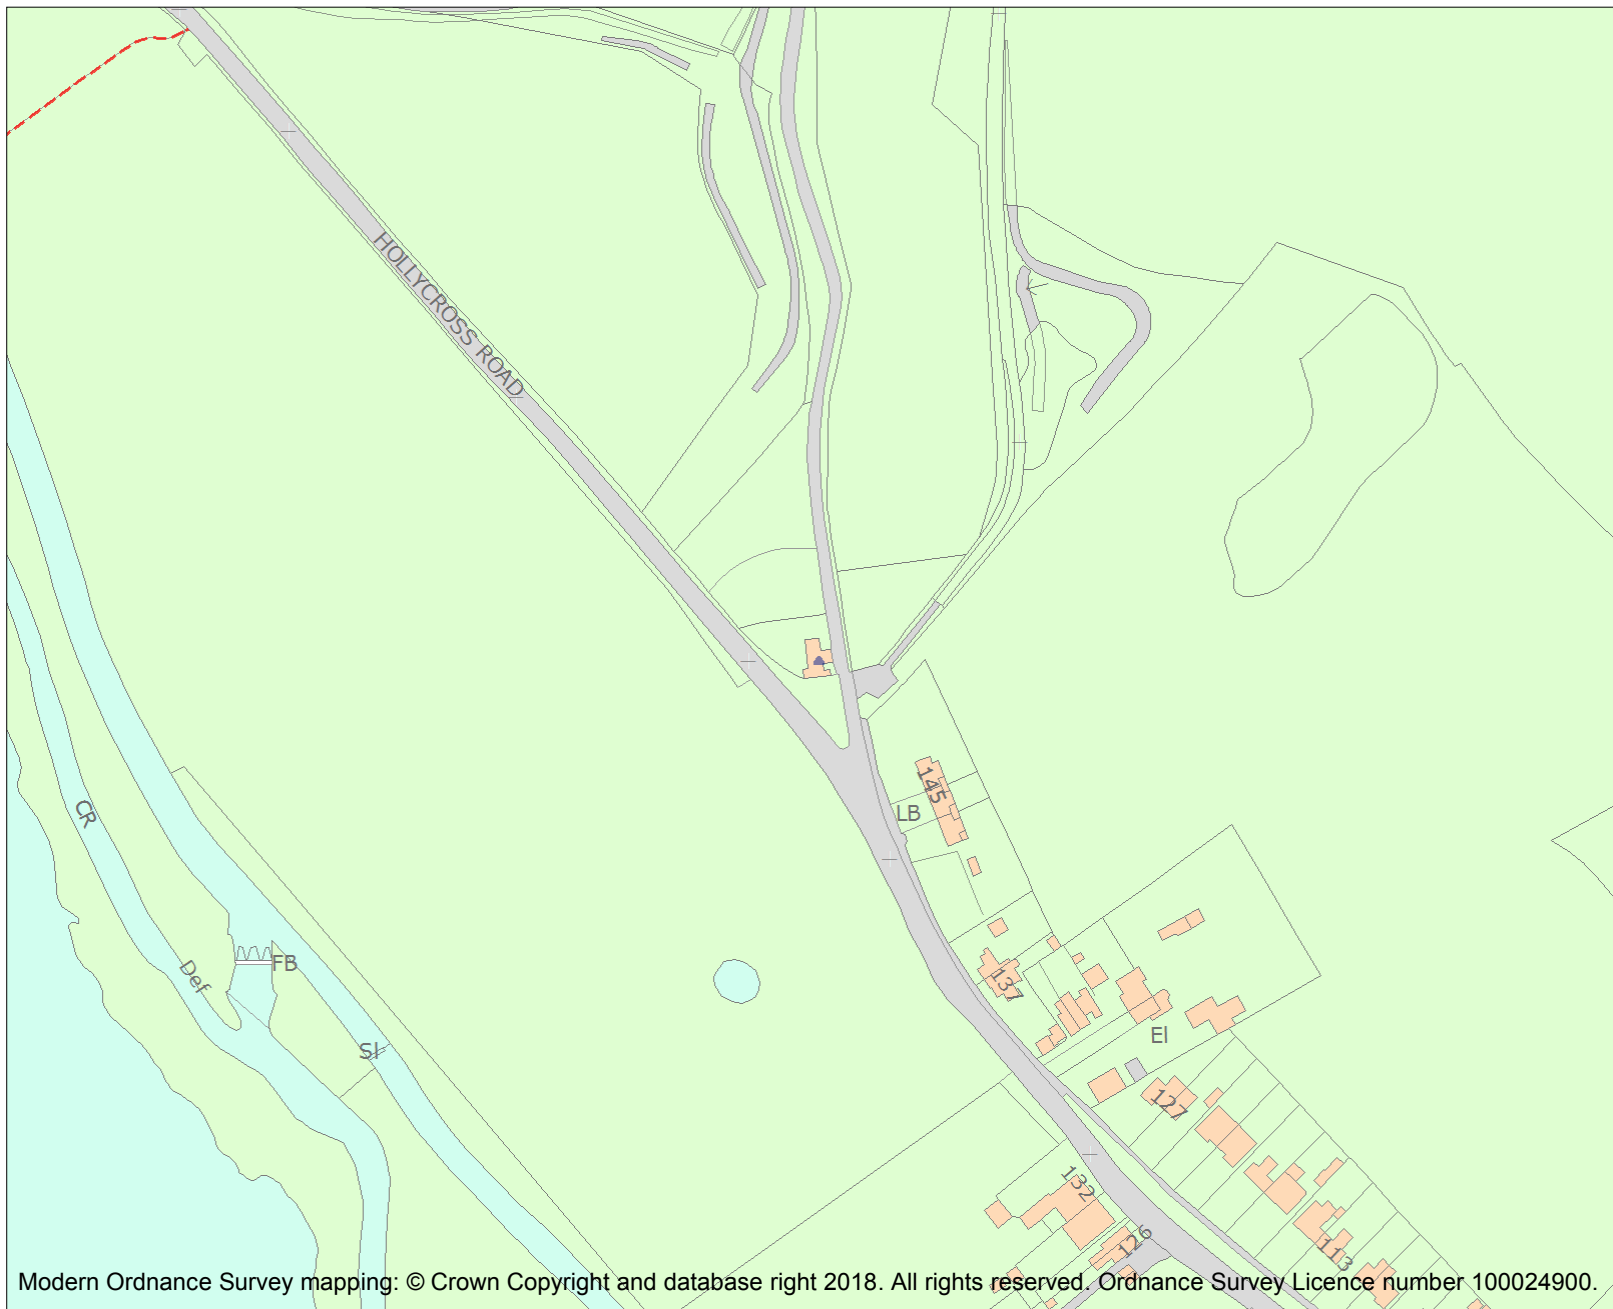 HOLLYCROSS ROAD
145
LB
CR
FB
Def
137
El
Sl
127
132
126
113
Modern Ordnance Survey mapping: © Crown Copyright and database right 2018. All rights reserved. Ordnance Survey Licence number 100024900.